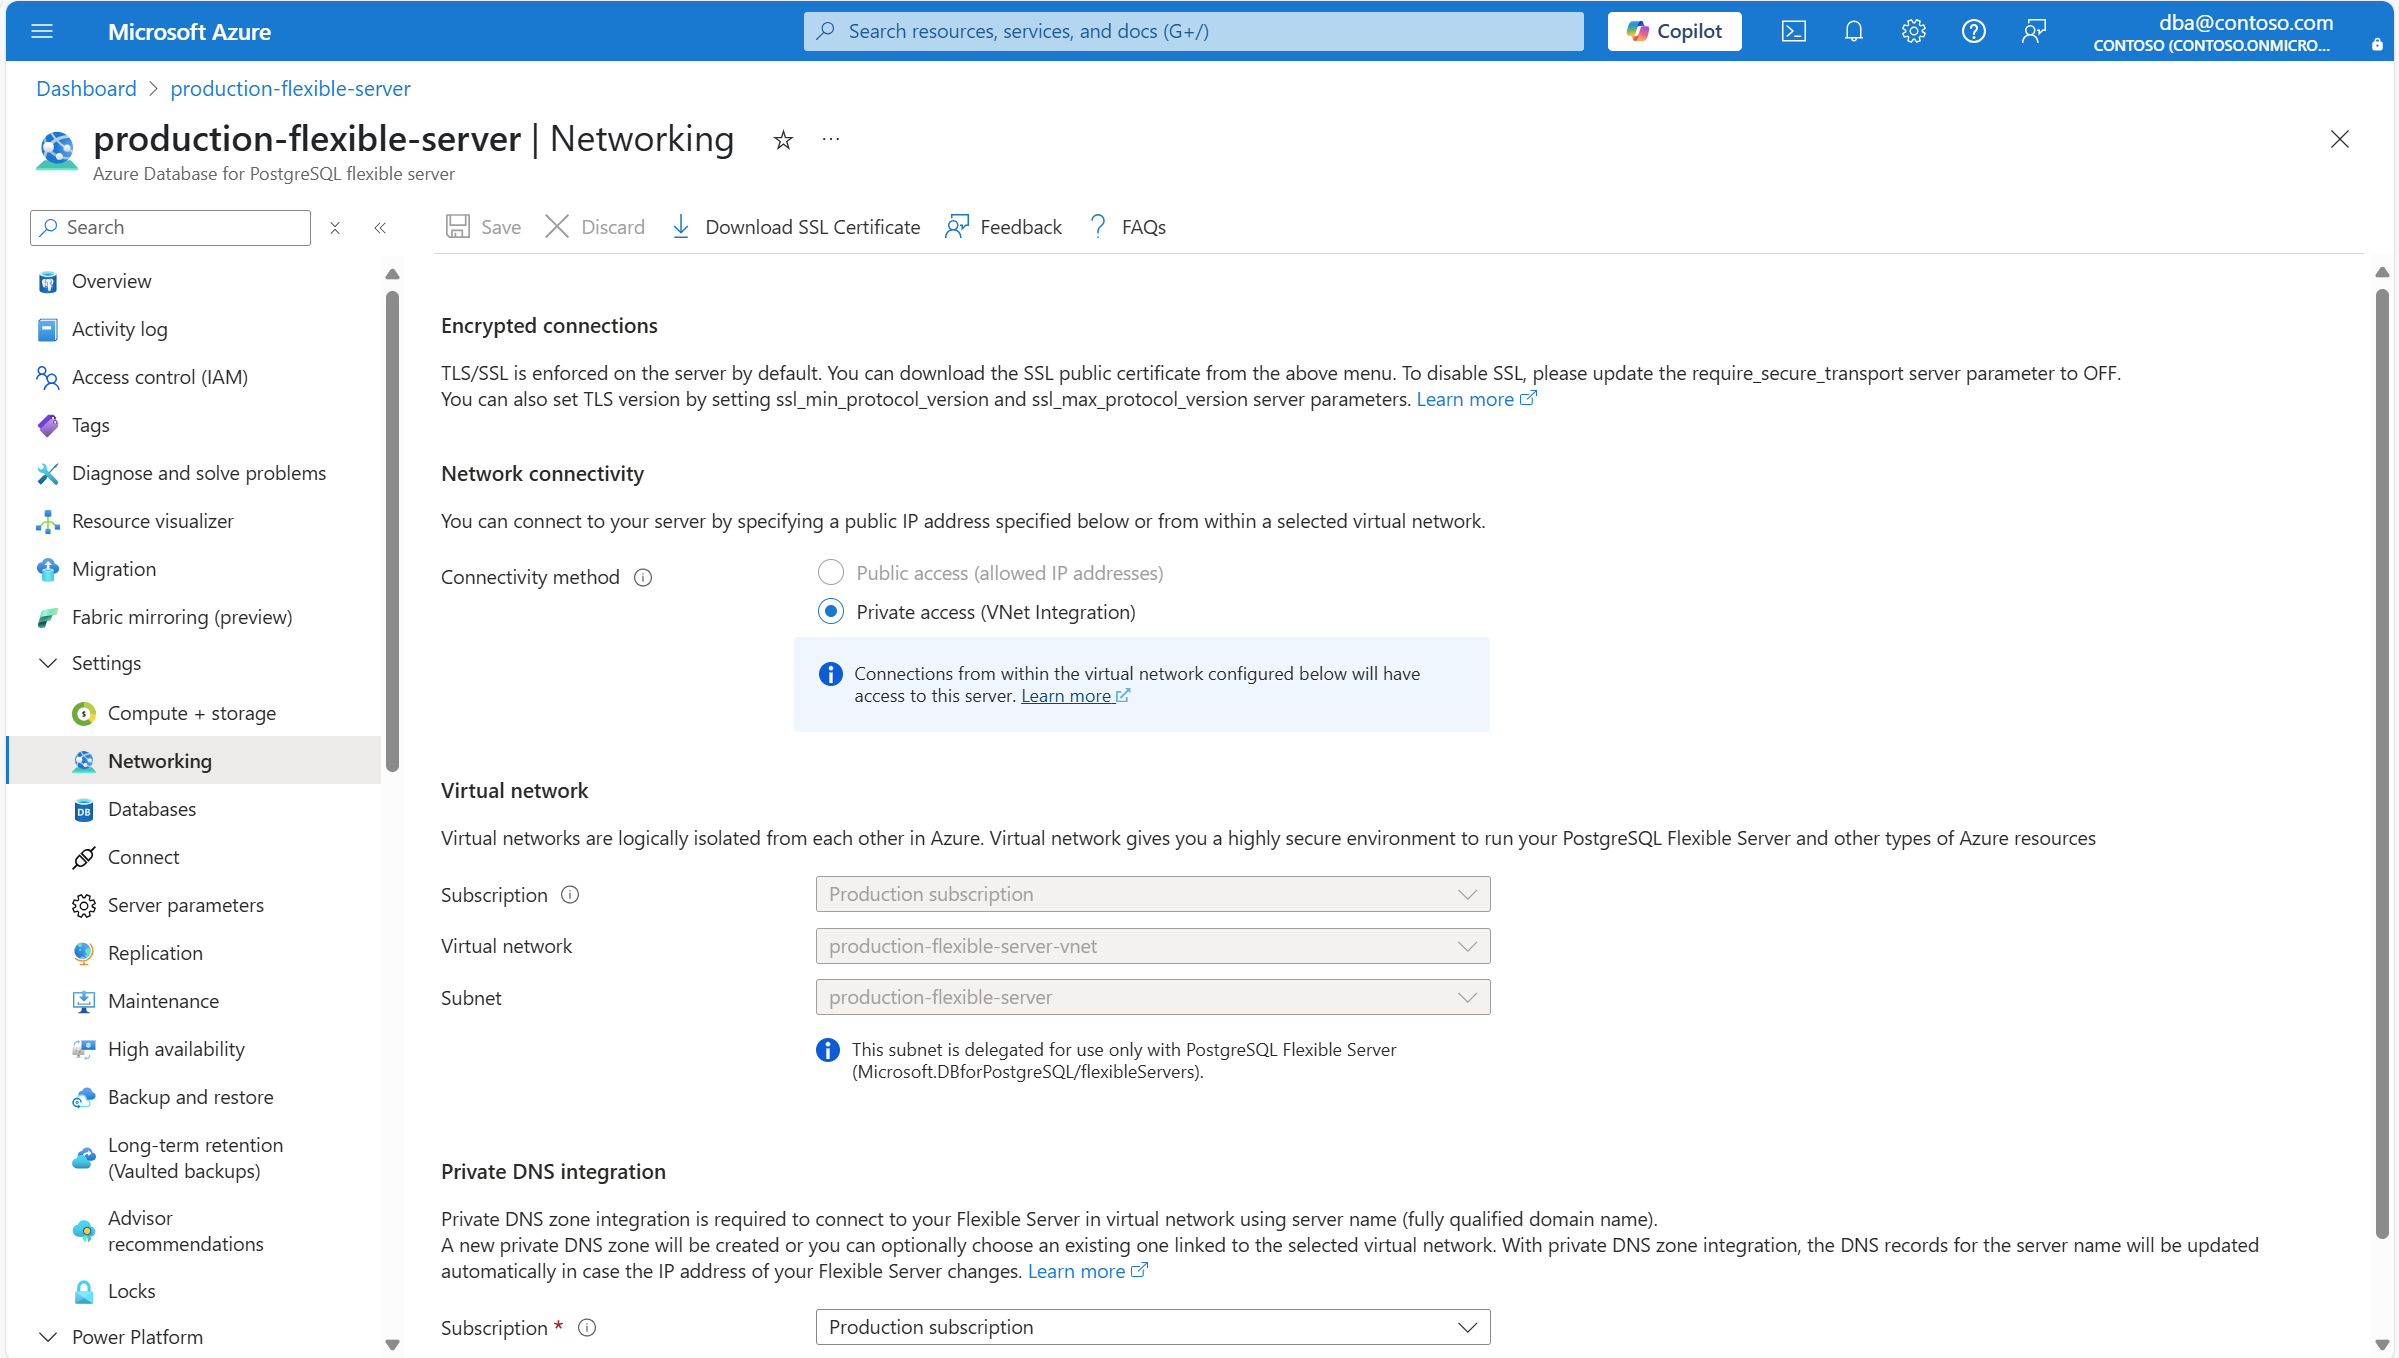 Microsoft Azure
Search resources, services, and docs (G+/)
Copilot
dba@contoso.com
CONTOSO (CONTOSO.ONMICRO...
Dashboard > production-flexible-server
production-flexible-server | Networking
Azure Database for PostgreSQL flexible server
Search
Save
Discard
Download SSL Certificate
Feedback
FAQs
Overview
Activity log
Access control (IAM)
Tags
Diagnose and solve problems
Resource visualizer
Migration
Fabric mirroring (preview)
Settings
Compute + storage
Networking
Databases
Connect
Server parameters
Replication
Maintenance
High availability
Backup and restore
Long-term retention
(Vaulted backups)
Advisor
recommendations
Locks
Power Platform
Encrypted connections
TLS/SSL is enforced on the server by default. You can download the SSL public certificate from the above menu. To disable SSL, please update the require_secure_transport server parameter to OFF.
You can also set TLS version by setting ssl_min_protocol_version and ssl_max_protocol_version server parameters. Learn more
Network connectivity
You can connect to your server by specifying a public IP address specified below or from within a selected virtual network.
Connectivity method
Public access (allowed IP addresses)
Private access (VNet Integration)
Connections from within the virtual network configured below will have
access to this server. Learn more
Virtual network
Virtual networks are logically isolated from each other in Azure. Virtual network gives you a highly secure environment to run your PostgreSQL Flexible Server and other types of Azure resources
Subscription
Production subscription
Virtual network
production-flexible-server-vnet
Subnet
production-flexible-server
This subnet is delegated for use only with PostgreSQL Flexible Server
(Microsoft.DBforPostgreSQL/flexibleServers).
Private DNS integration
Private DNS zone integration is required to connect to your Flexible Server in virtual network using server name (fully qualified domain name).
A new private DNS zone will be created or you can optionally choose an existing one linked to the selected virtual network. With private DNS zone integration, the DNS records for the server name will be updated
automatically in case the IP address of your Flexible Server changes. Learn more
Subscription *
Production subscription